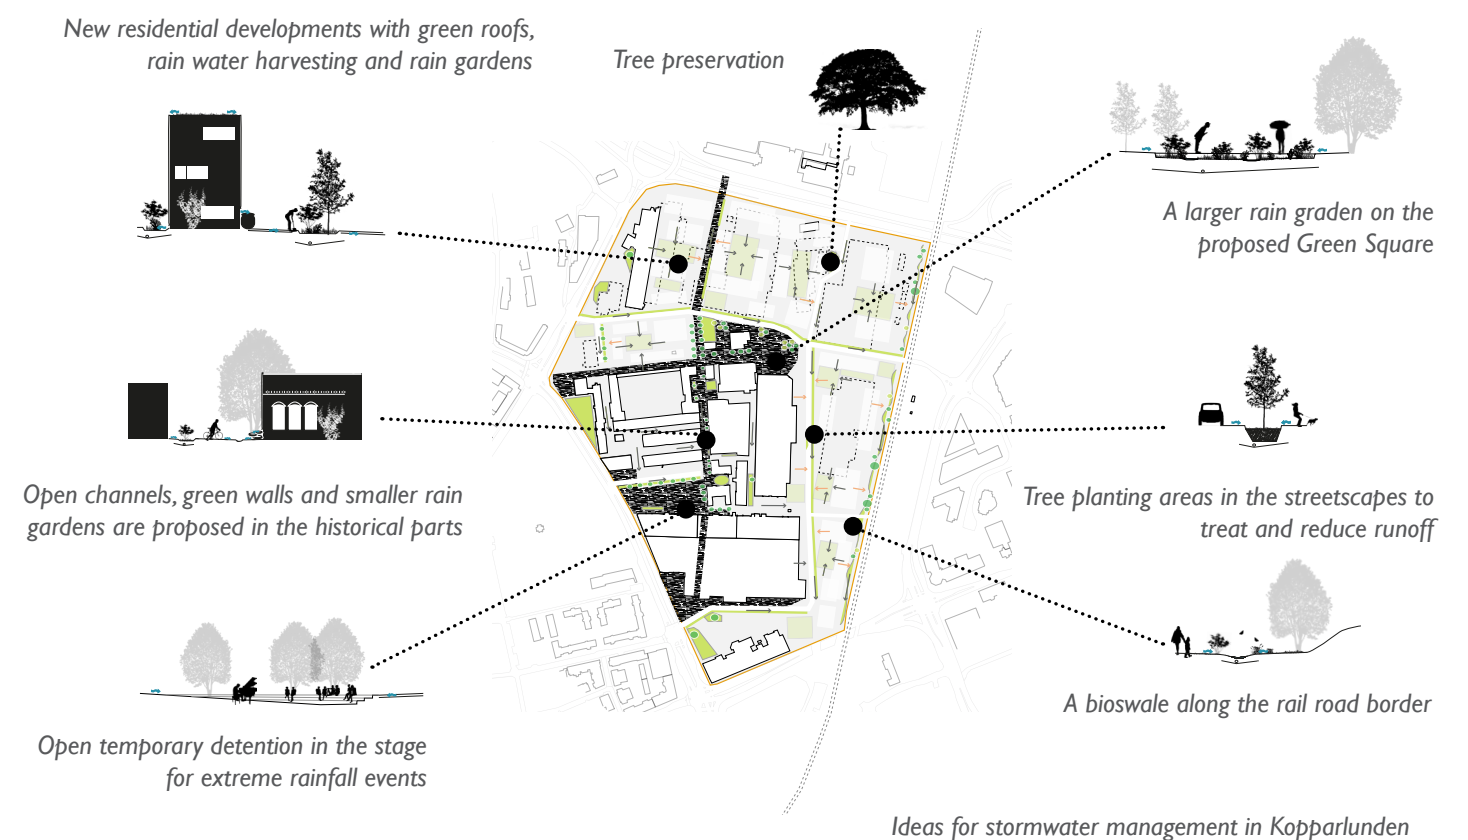 New residential developments with green roofs,
rain water harvesting and rain gardens
Tree preservation
A larger rain graden on the
proposed Green Square
Open channels, green walls and smaller rain
gardens are proposed in the historical parts
Tree planting areas in the streetscapes to
treat and reduce runoff
Open temporary detention in the stage
for extreme rainfall events
A bioswale along the rail road border
Ideas for stormwater management in Kopparlunden